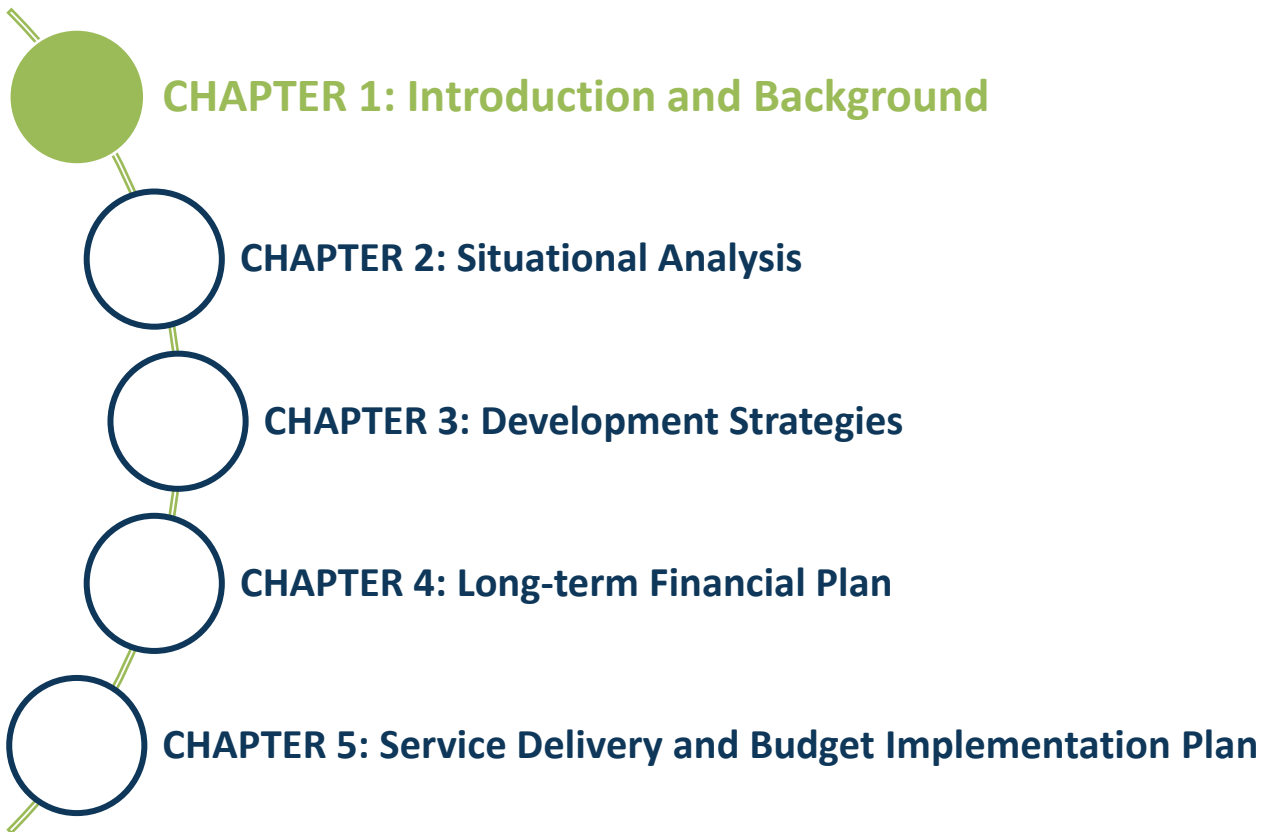 CHAPTER 1: Introduction and Background
CHAPTER 2: Situational Analysis
CHAPTER 3: Development Strategies
CHAPTER 4: Long-term Financial Plan
CHAPTER 5: Service Delivery and Budget Implementation Plan